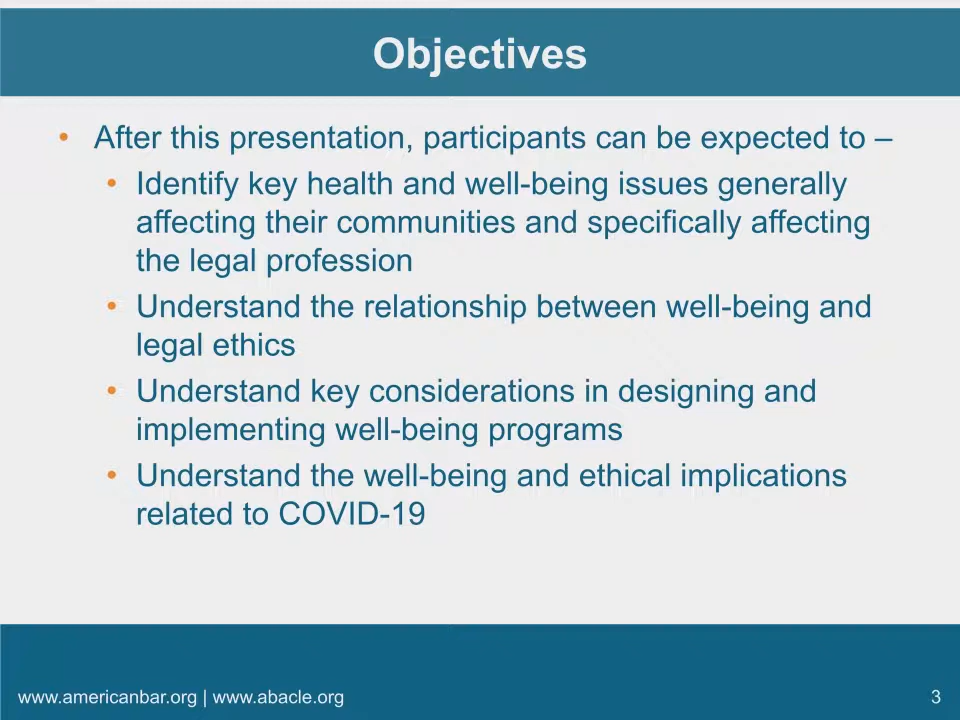 Objectives
• After this presentation, participants can be expected to –
• Identify key health and well-being issues generally
affecting their communities and specifically affecting
the legal profession
• Understand the relationship between well-being and
legal ethics
• Understand key considerations in designing and
implementing well-being programs
• Understand the well-being and ethical implications
related to COVID-19
www.americanbar.org | www.abacle.org
3